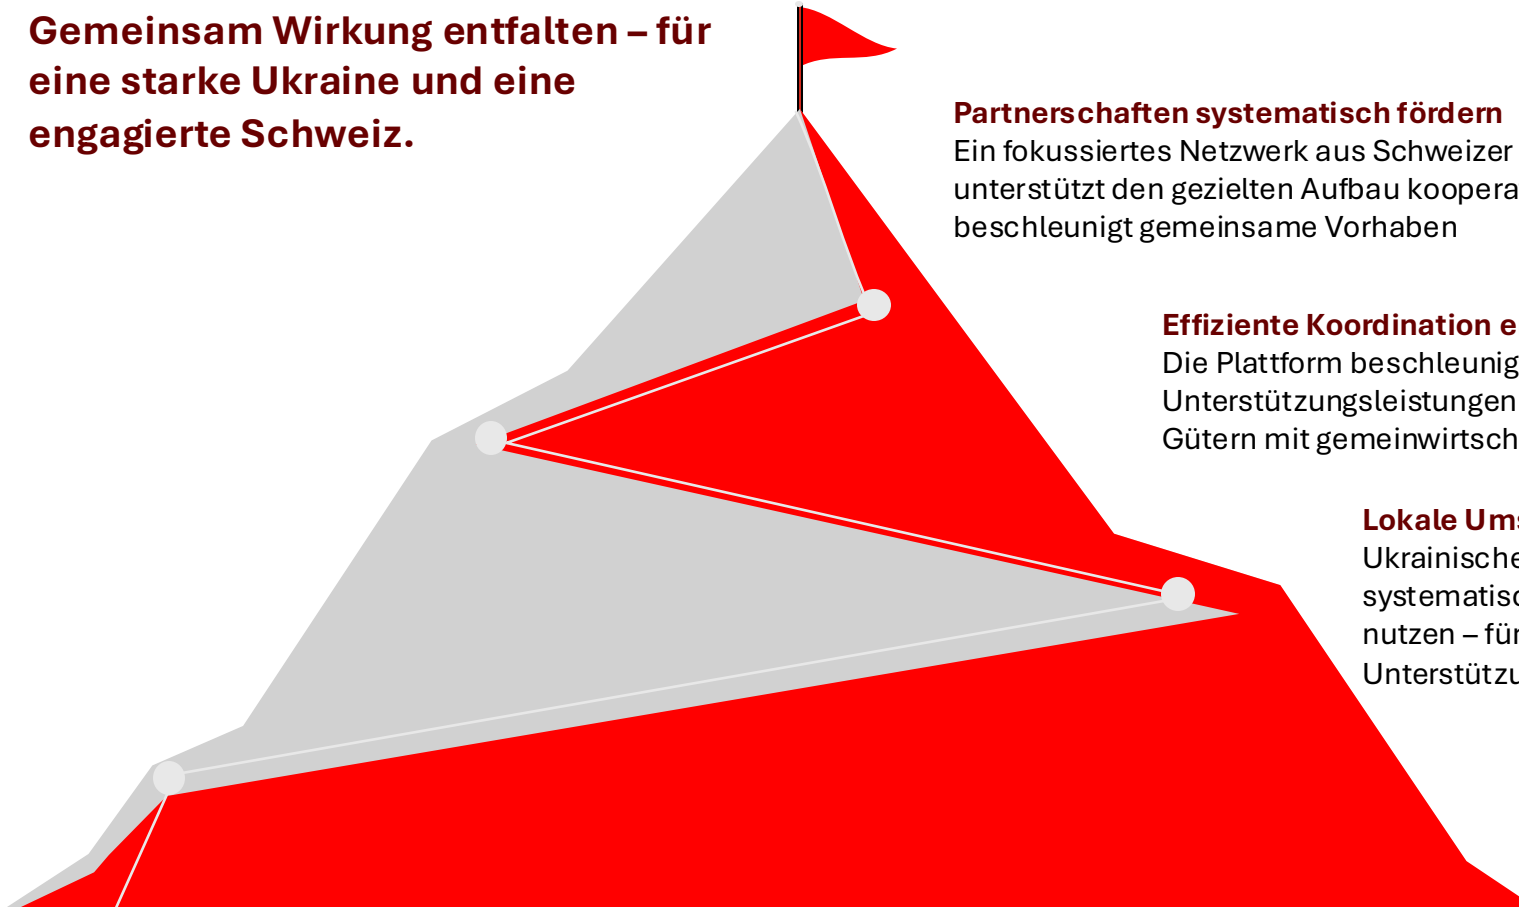 Gemeinsam Wirkung entfalten – für
eine starke Ukraine und eine
engagierte Schweiz.
Partnerschaften systematisch fördern
Ein fokussiertes Netzwerk aus Schweizer
unterstützt den gezielten Aufbau koopera
beschleunigt gemeinsame Vorhaben
Effiziente Koordination e
Die Plattform beschleunig
Unterstützungsleistungen
Gütern mit gemeinwirtsch
Lokale Ums
Ukrainische
systematisc
nutzen – für
Unterstützu